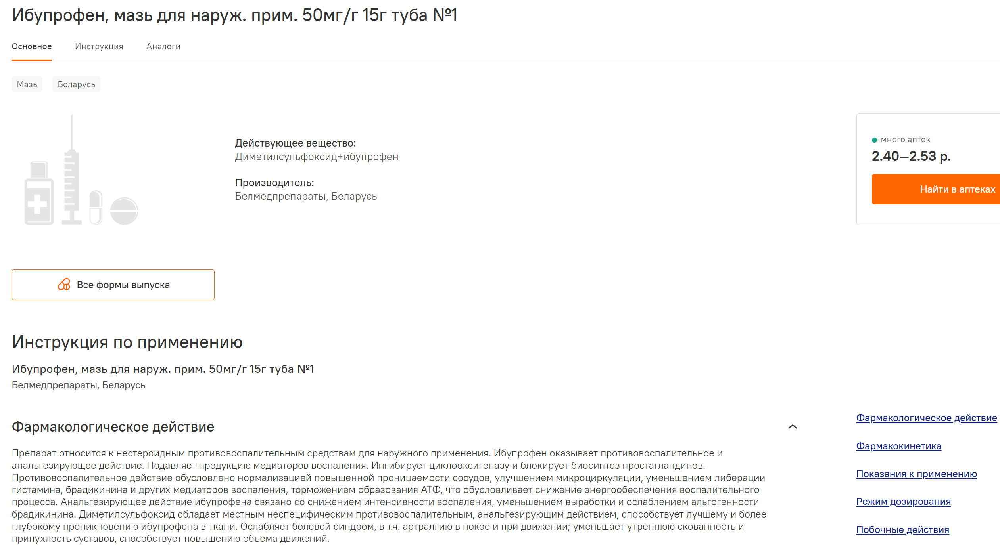 Ибупрофен, мазь для наруж. прим. 50мг/г 15г туба №1
Основное
Инструкция
Аналоги
Мазь
Беларусь
Действующее вещество:
Диметилсульфоксид+ибупрофен
Производитель:
Белмедпрепараты, Беларусь
много аптек
2.40—2.53 р.
Найти в аптеках
Все формы выпуска
Инструкция по применению
Ибупрофен, мазь для наруж. прим. 50мг/г 15г туба №1
Белмедпрепараты, Беларусь
Фармакологическое действие
Препарат относится к нестероидным противовоспалительным средствам для наружного применения. Ибупрофен оказывает противовоспалительное и
анальгезирующее действие. Подавляет продукцию медиаторов воспаления. Ингибирует циклооксигеназу и блокирует биосинтез простагландинов.
Противовоспалительное действие обусловлено нормализацией повышенной проницаемости сосудов, улучшением микроциркуляции, уменьшением либерации
гистамина, брадикинина и других медиаторов воспаления, торможением образования АТФ, что обусловливает снижение энергообеспечения воспалительного
процесса. Анальгезирующее действие ибупрофена связано со снижением интенсивности воспаления, уменьшением выработки и ослаблением альгогенности
брадикинина. Диметилсульфоксид обладает местным неспецифическим противовоспалительным, анальгезирующим действием, способствует лучшему и более
глубокому проникновению ибупрофена в ткани. Ослабляет болевой синдром, в т.ч. артралгию в покое и при движении; уменьшает утреннюю скованность и
припухлость суставов, способствует повышению объема движений.
Фармакологическое действие
Фармакокинетика
Показания к применению
Режим дозирования
Побочные действия